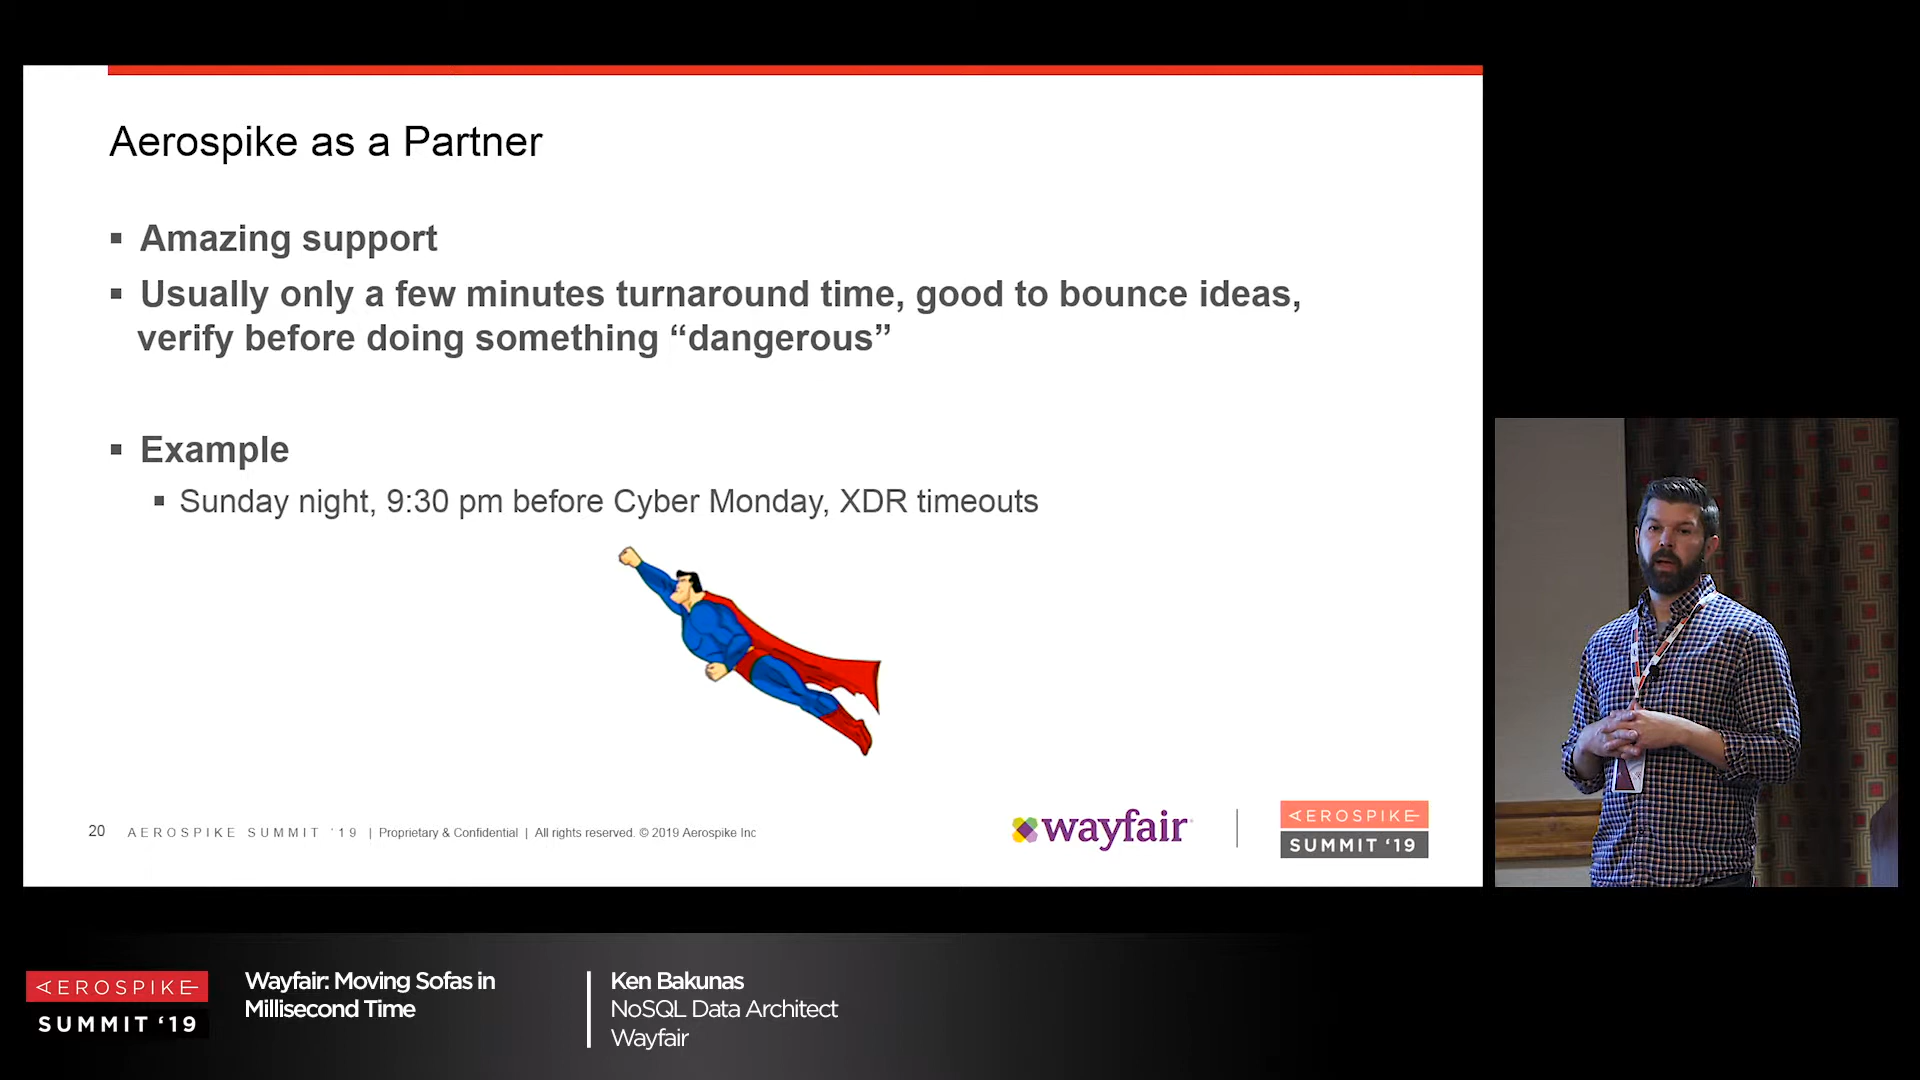 Aerospike as a Partner
▪ Amazing support
▪ Usually only a few minutes turnaround time, good to bounce ideas,
verify before doing something “dangerous”
▪ Example
▪ Sunday night, 9:30 pm before Cyber Monday, XDR timeouts
20 AEROSPIKE SUMMIT ‘19 | Proprietary & Confidential | All rights reserved. © 2019 Aerospike Inc
wayfair
AEROSPIKE
SUMMIT ‘19
AEROSPIKE
SUMMIT ‘19
Wayfair: Moving Sofas in
Millisecond Time
Ken Bakunas
NoSQL Data Architect
Wayfair